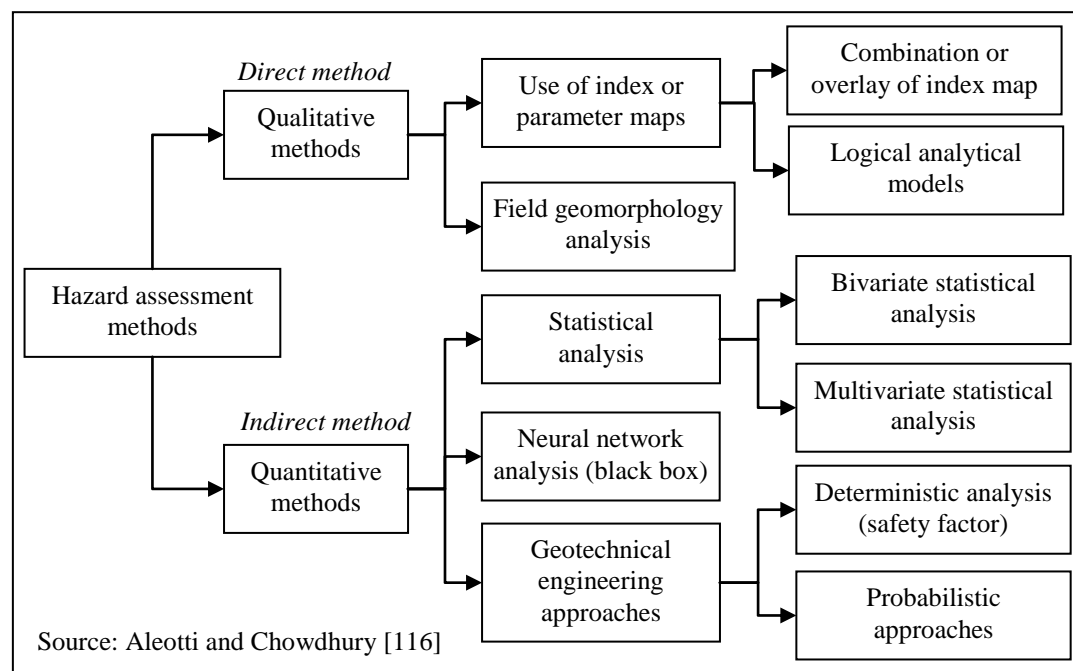 Direct method
Qualitative
methods
Use of index or
parameter maps
Combination or
overlay of index map
Logical analytical
models
Field geomorphology
analysis
Hazard assessment
methods
Indirect method
Quantitative
methods
Statistical
analysis
Bivariate statistical
analysis
Multivariate statistical
analysis
Neural network
analysis (black box)
Geotechnical
engineering
approaches
Deterministic analysis
(safety factor)
Probabilistic
approaches
Source: Aleotti and Chowdhury [116]